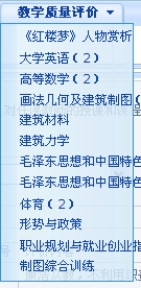 教学质量评价
《红楼梦》人物赏析
大学英语（2）
高等数学（2）
画法几何及建筑制图(
建筑材料
建筑力学
毛泽东思想和中国特色
毛泽东思想和中国特色
体育（2）
形势与政策
职业规划与就业创业指
制图综合训练